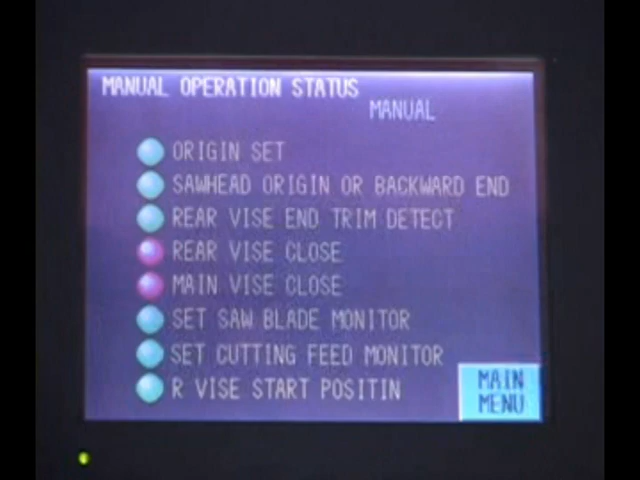 MANUAL OPERATION STATUS
MANUAL
ORIGIN SET
SAWHEAD ORIGIN OR BACKWARD END
REAR VISE END TRIM DETECT
REAR VISE CLOSE
MAIN VISE CLOSE
SET SAW BLADE MONITOR
SET CUTTING FEED MONITOR
R VISE START POSITIN
MAIN
MENU